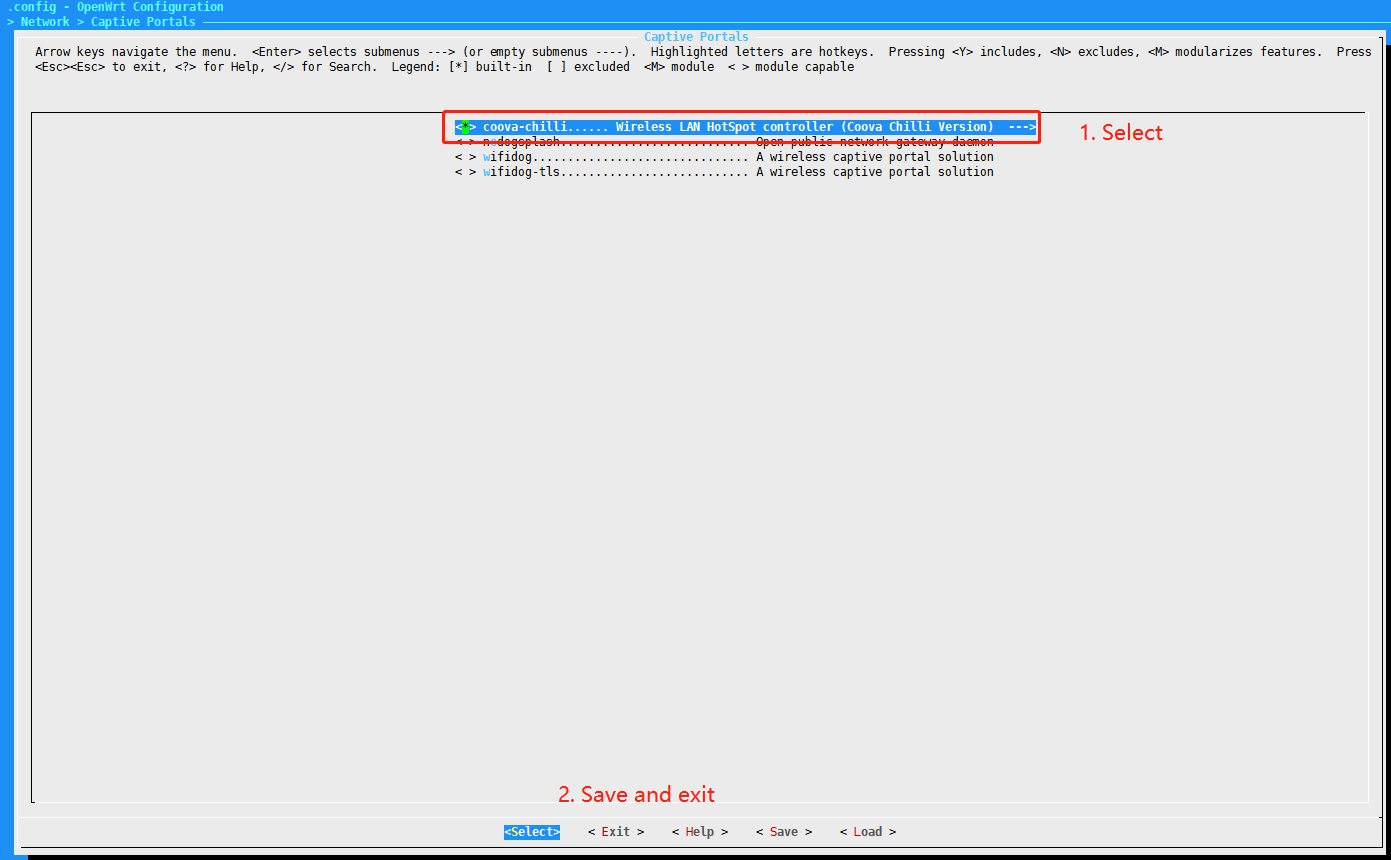 .config - OpenWrt Configuration
> Network > Captive Portals
Captive Portals
Arrow keys navigate the menu.  <Enter> selects submenus ---> (or empty submenus ----).  Highlighted letters are hotkeys.  Pressing <Y> includes, <N> excludes, <M> modularizes features.  Press
<Esc><Esc> to exit, <?> for Help, </> for Search.  Legend: [*] built-in  [ ] excluded  <M> module  < > module capable
<*> coova-chilli...... Wireless LAN HotSpot controller (Coova Chilli Version)  --->
1. Select
< > nodogsplash........................... Open public network gateway daemon
< > wifidog............................... A wireless captive portal solution
< > wifidog-tls........................... A wireless captive portal solution
2. Save and exit
<Select>    < Exit >    < Help >    < Save >    < Load >